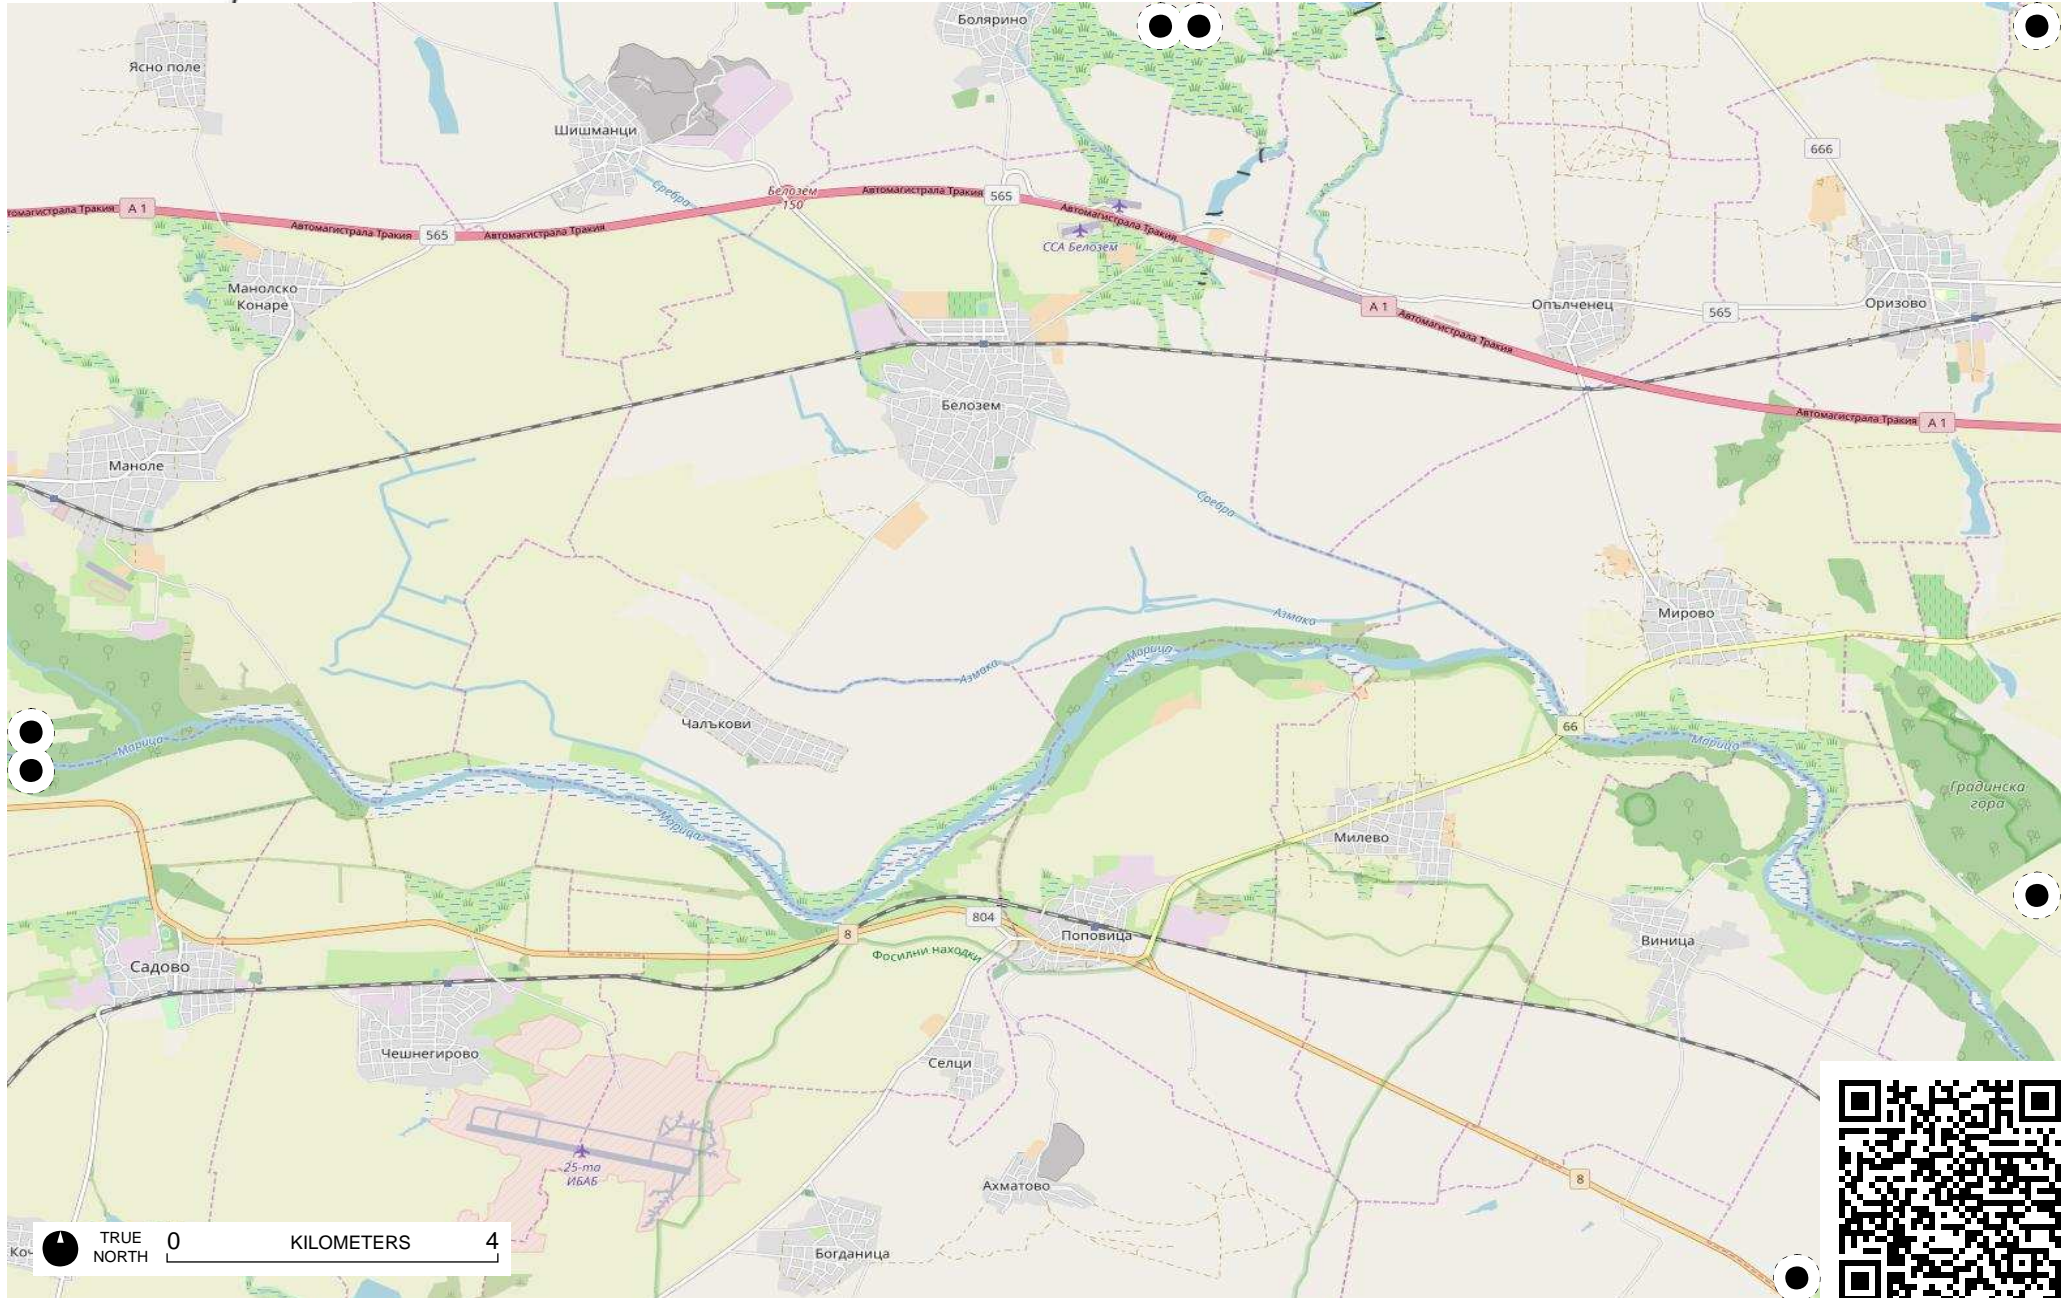 Болярино
Ясно поле
Шишманци
666
Сребра
Белозем
150
Автомагистрала Тракия
565
A 1
Автомагистрала Тракия
565
Автомагистрала Тракия
Автомагистрала Тракия
ССА Белозем
Манолско
Конаре
A 1
Автомагистрала Тракия
Опълченец
565
Оризово
Белозем
Автомагистрала Тракия
A 1
Маноле
Сребра
Азмака
Мирово
Марица
Азмака
Чалъкови
66
Марица
Марица
Градинска
гора
Марица
Милево
804
8
Поповица
Виница
Фосилни находки
Садово
Чешнегирово
Селци
25-та
ИБАБ
Ахматово
8
Богданица
TRUE
NORTH
0
KILOMETERS
4